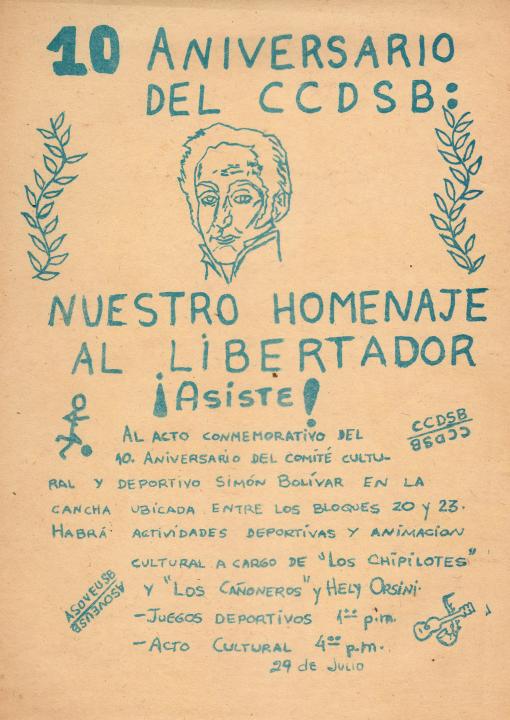 10 ANIVERSARIO
DEL CCDSB:
NUESTRO HOMENAJE
AL LIBERTADOR
¡ASISTE!
AL ACTO CONMEMORATIVO DEL
10. ANIVERSARIO DEL COMITÉ CULTU-
RAL Y DEPORTIVO SIMÓN BOLÍVAR EN LA
CANCHA UBICADA ENTRE LOS BLOQUES 20 y 23.
HABRÁ ACTIVIDADES DEPORTIVAS Y ANIMACION
CULTURAL A CARGO DE "LOS CHIPILOTES"
Y "LOS CAÑONEROS" y HELY ORSINI.
-JUEGOS DEPORTIVOS 1:00 p.m.
-ACTO CULTURAL 4:00 p.m.
29 de JULIO
CCDSB
CCDSB
ASOVEUSB
ASOVEUSB